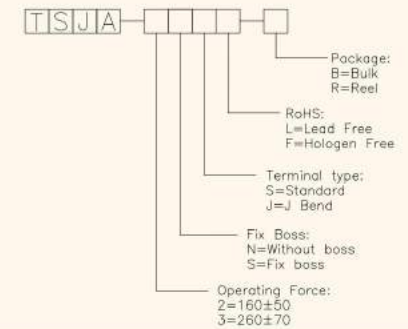 TSJA-
Package:
B=Bulk
R=Reel
RoHS:
L=Lead Free
F=Hologen Free
Terminal type:
S=Standard
J=J Bend
Fix Boss:
N=Without boss
S=Fix boss
Operating Force:
2=160±50
3=260±70